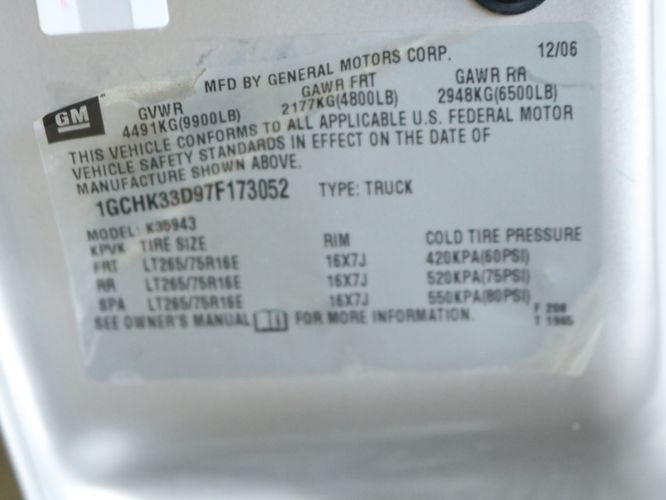 MFD BY GENERAL MOTORS CORP. 12/06
GM GVWR GAWR FRT GAWR RR
4491KG(9900LB) 2177KG(4800LB) 2948KG(6500LB)
THIS VEHICLE CONFORMS TO ALL APPLICABLE U.S. FEDERAL MOTOR
VEHICLE SAFETY STANDARDS IN EFFECT ON THE DATE OF
MANUFACTURE SHOWN ABOVE.
1GCHK33D97F173052 TYPE: TRUCK
MODEL: K35943
KPVK TIRE SIZE RIM COLD TIRE PRESSURE
FRT LT265/75R16E 16X7J 420KPA(60PSI)
RR LT265/75R16E 16X7J 520KPA(75PSI)
SPA LT265/75R16E 16X7J 550KPA(80PSI)
SEE OWNER'S MANUAL FOR MORE INFORMATION.
F 208
T 1965